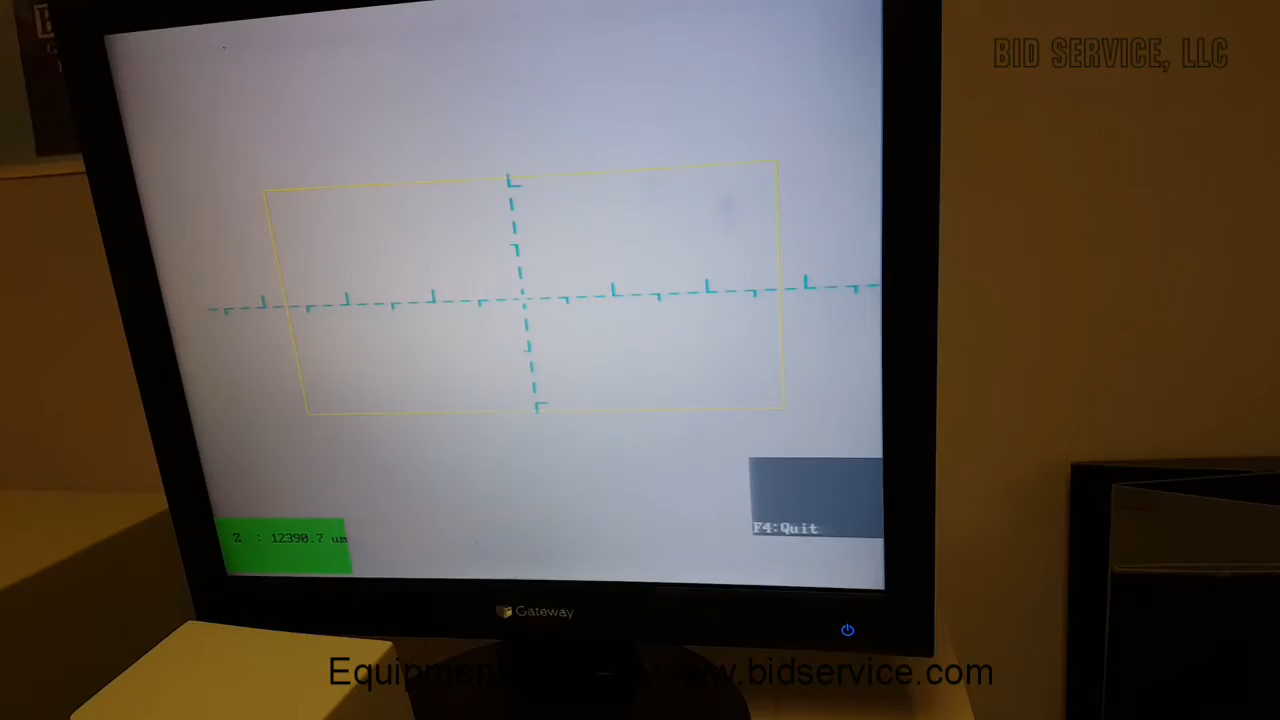 BID SERVICE, LLC
Z : 12390.7 um
F4:Quit
Gateway
www.bidservice.com